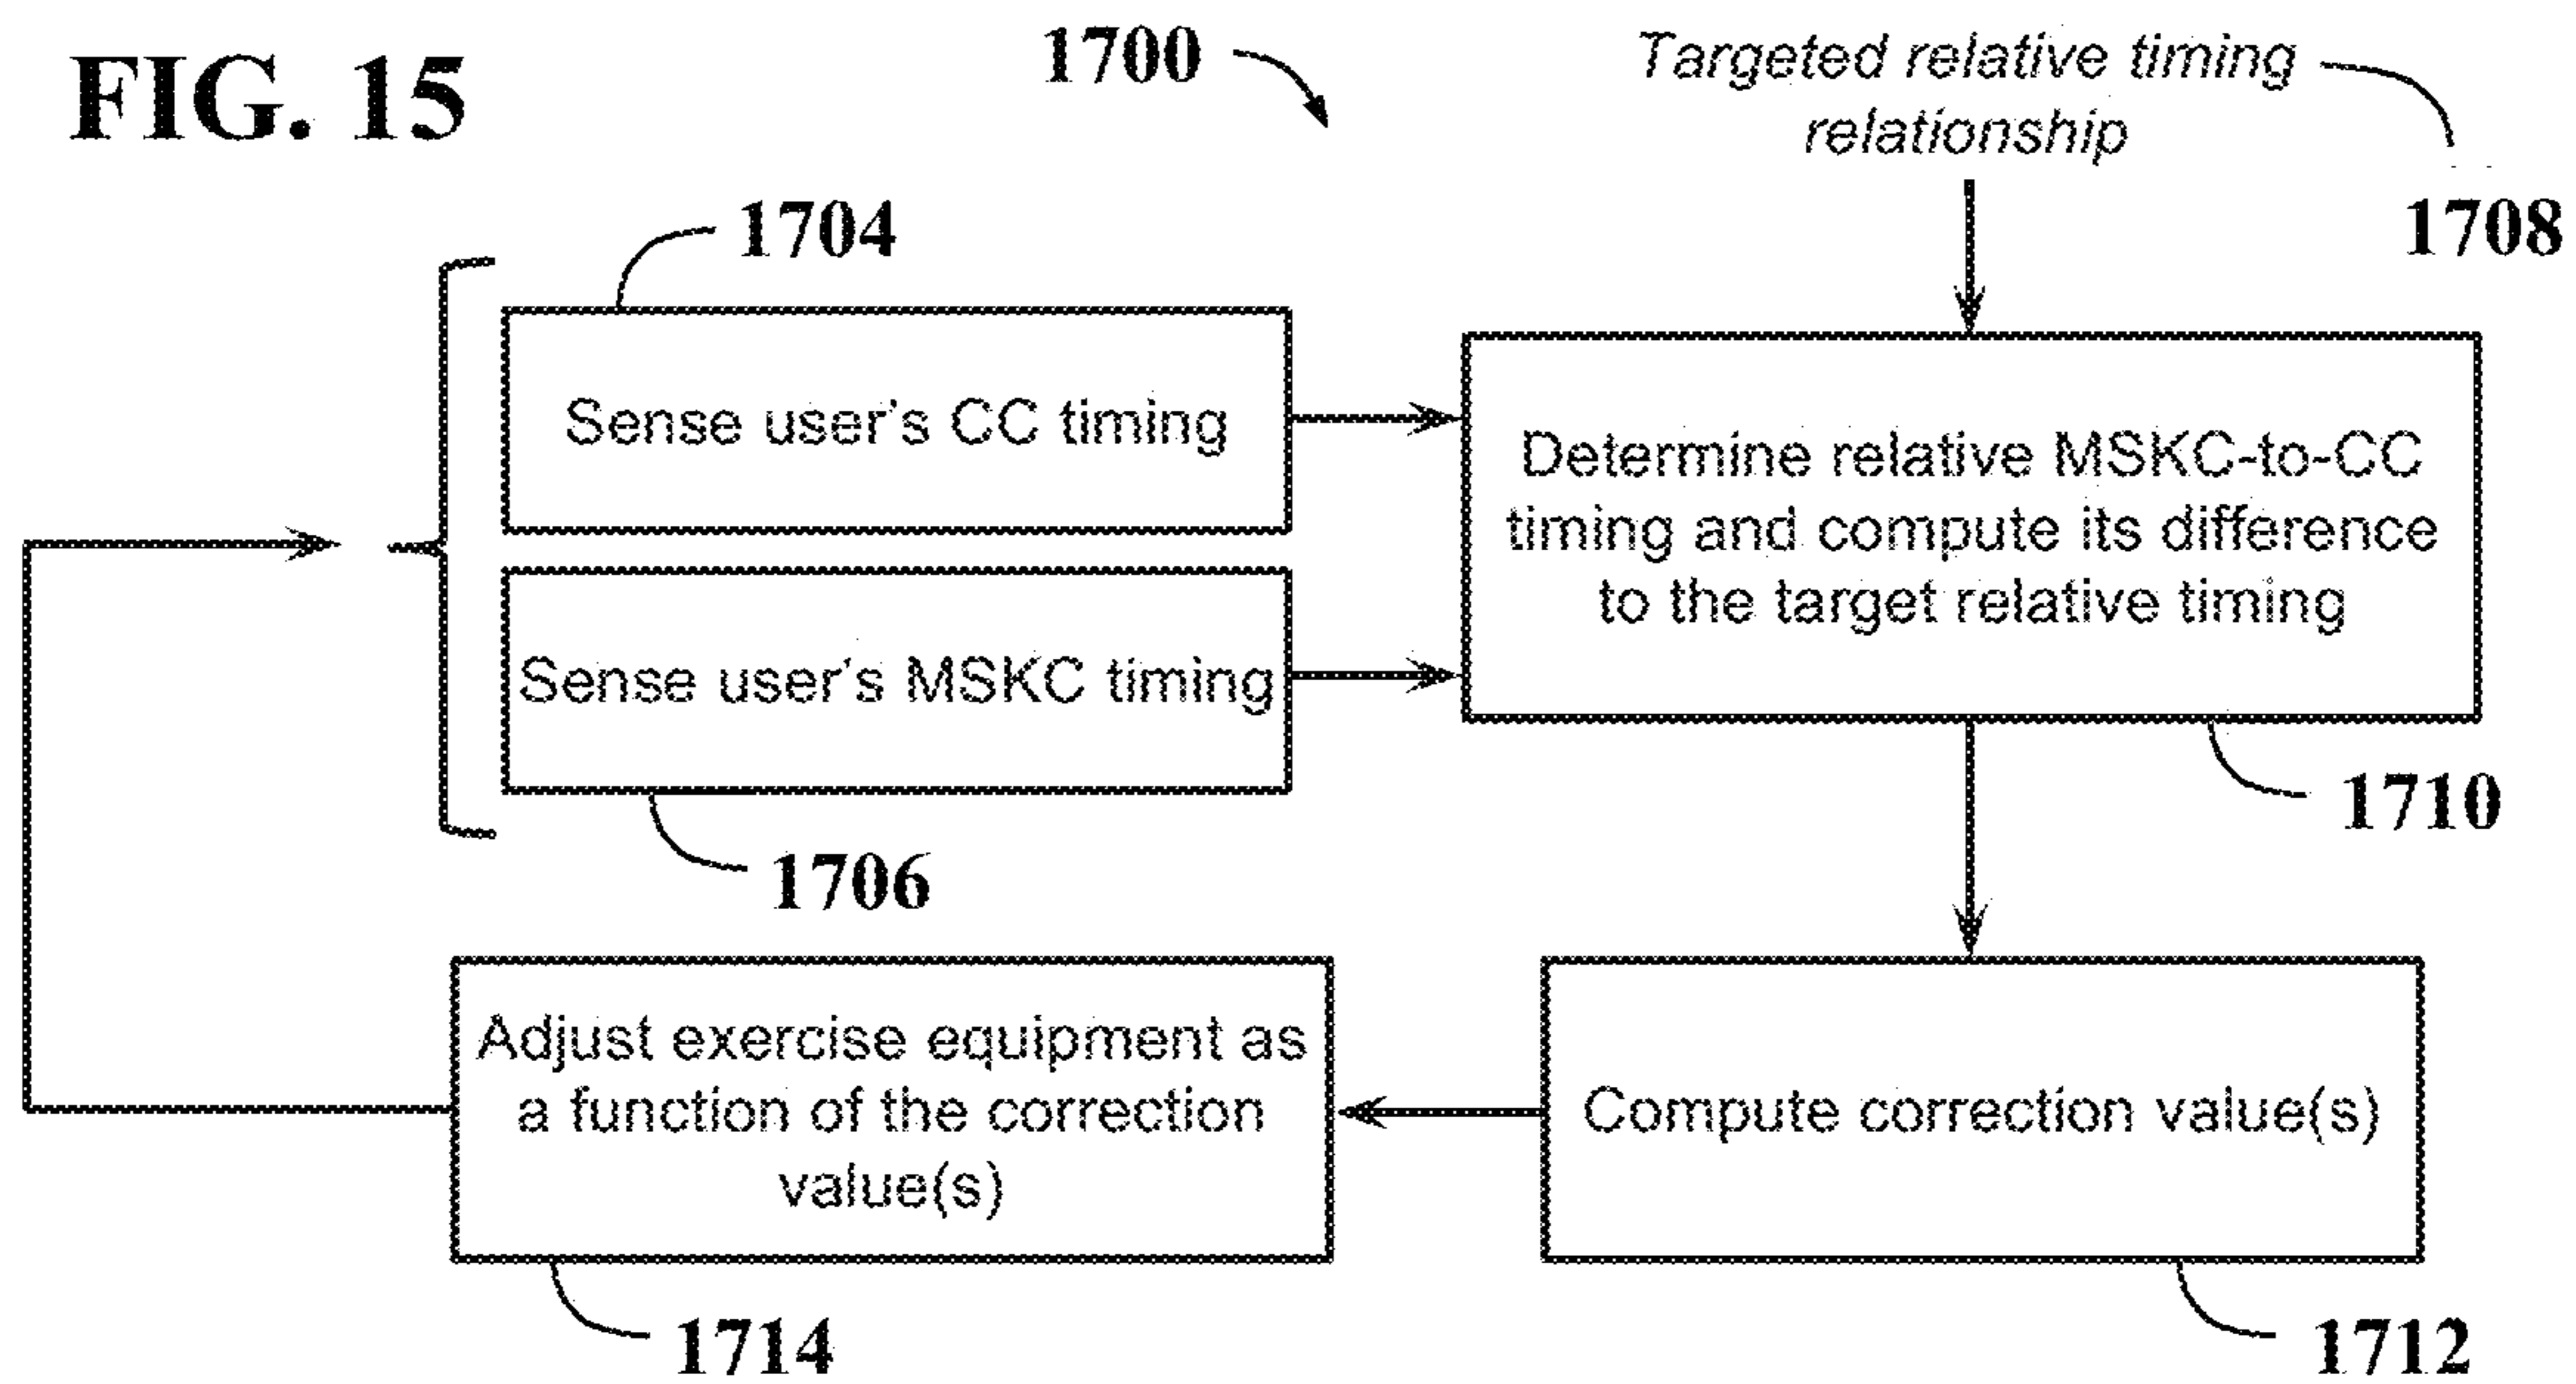 FIG. 15
1700
Targeted relative timing
relationship
1708
1704
Sense user's CC timing
Sense user's MSKC timing
1706
Determine relative MSKC-to-CC
timing and compute its difference
to the target relative timing
1710
Adjust exercise equipment as
a function of the correction
value(s)
1714
Compute correction value(s)
1712